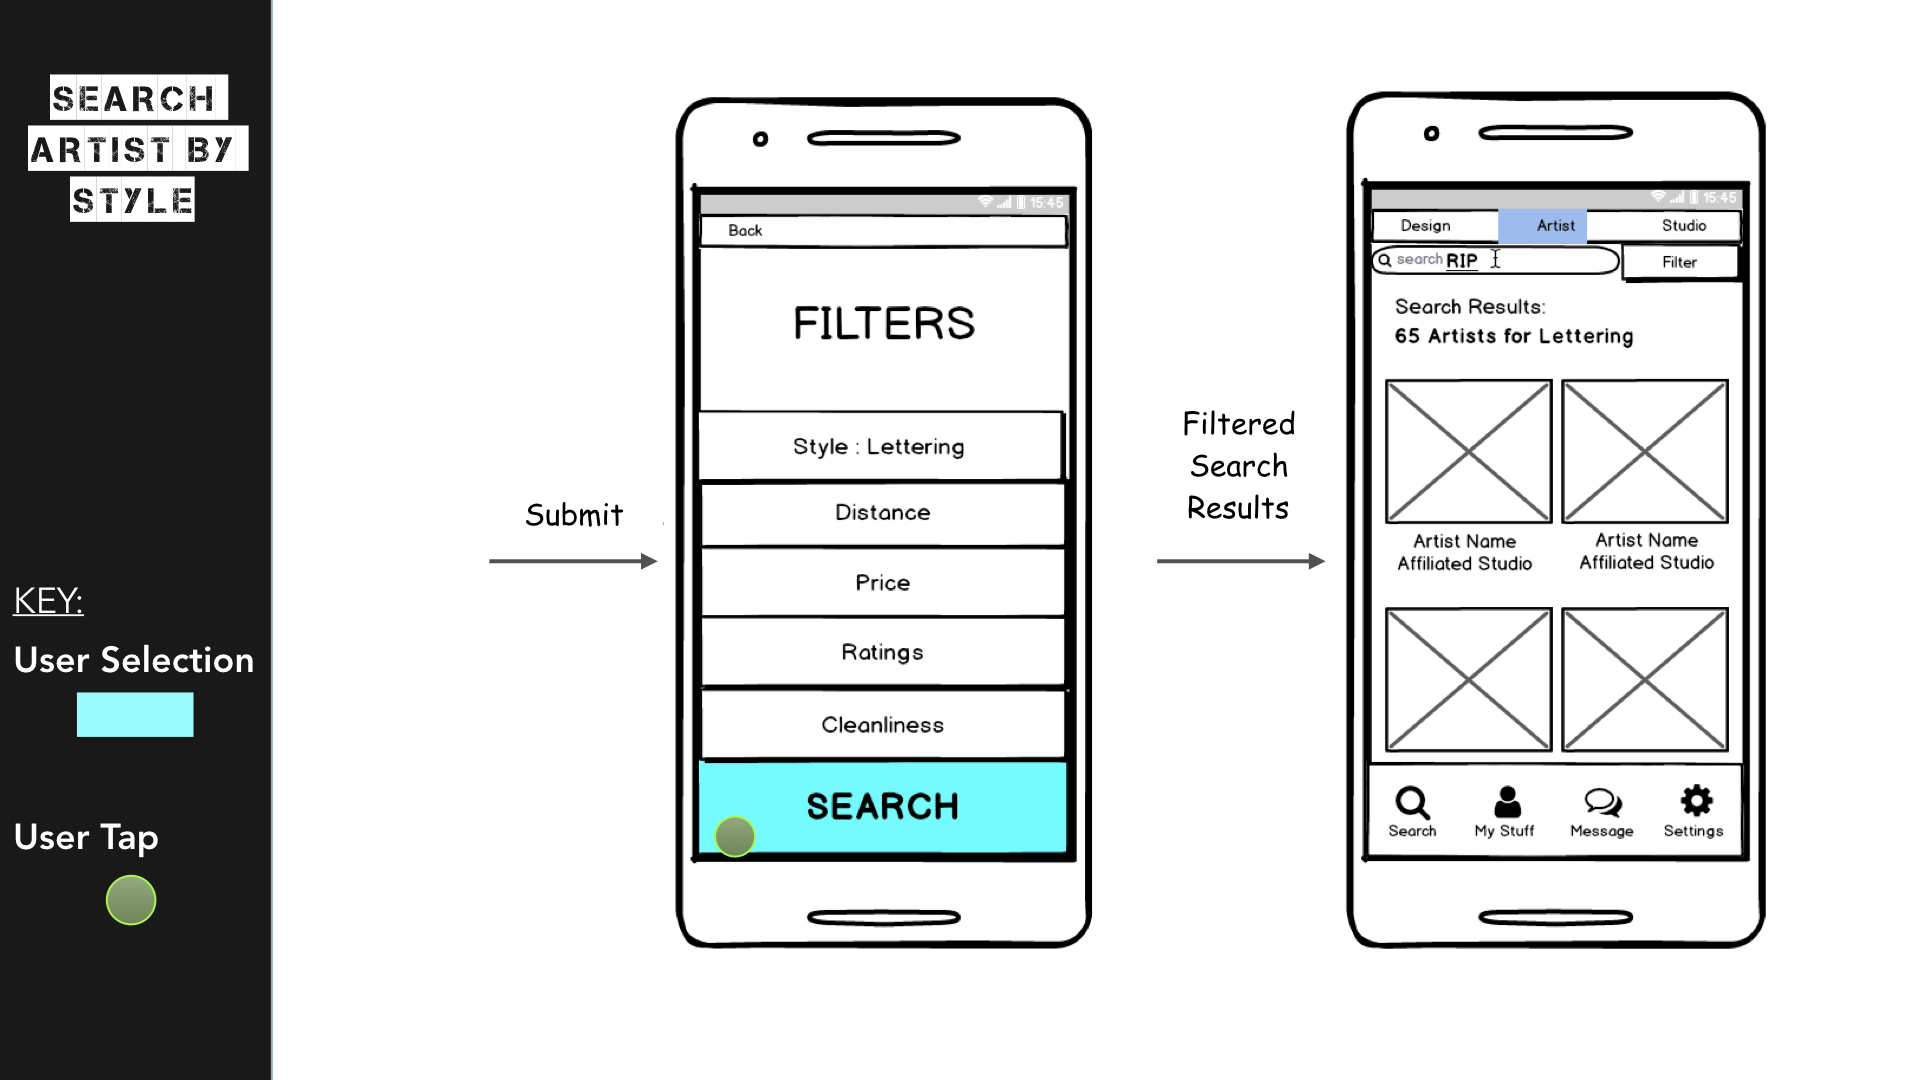 SEARCH
ARTIST BY
STYLE
KEY:
User Selection
User Tap
Submit
15:45
Back
FILTERS
Style : Lettering
Distance
Price
Ratings
Cleanliness
SEARCH
Filtered
Search
Results
15:45
Design Artist Studio
search RIP Filter
Search Results:
65 Artists for Lettering
Artist Name Artist Name
Affiliated Studio Affiliated Studio
Search My Stuff Message Settings